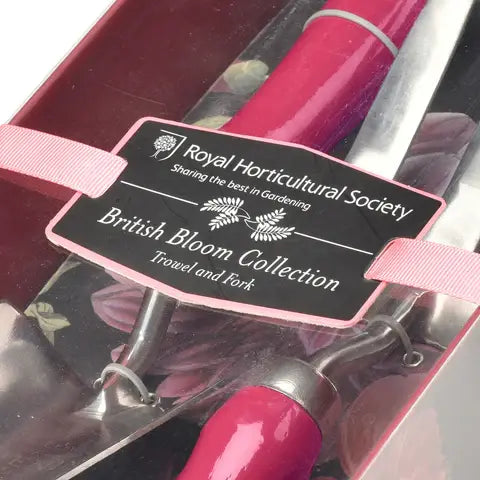 Royal Horticultural Society
Sharing the best in Gardening
British Bloom Collection
Trowel and Fork